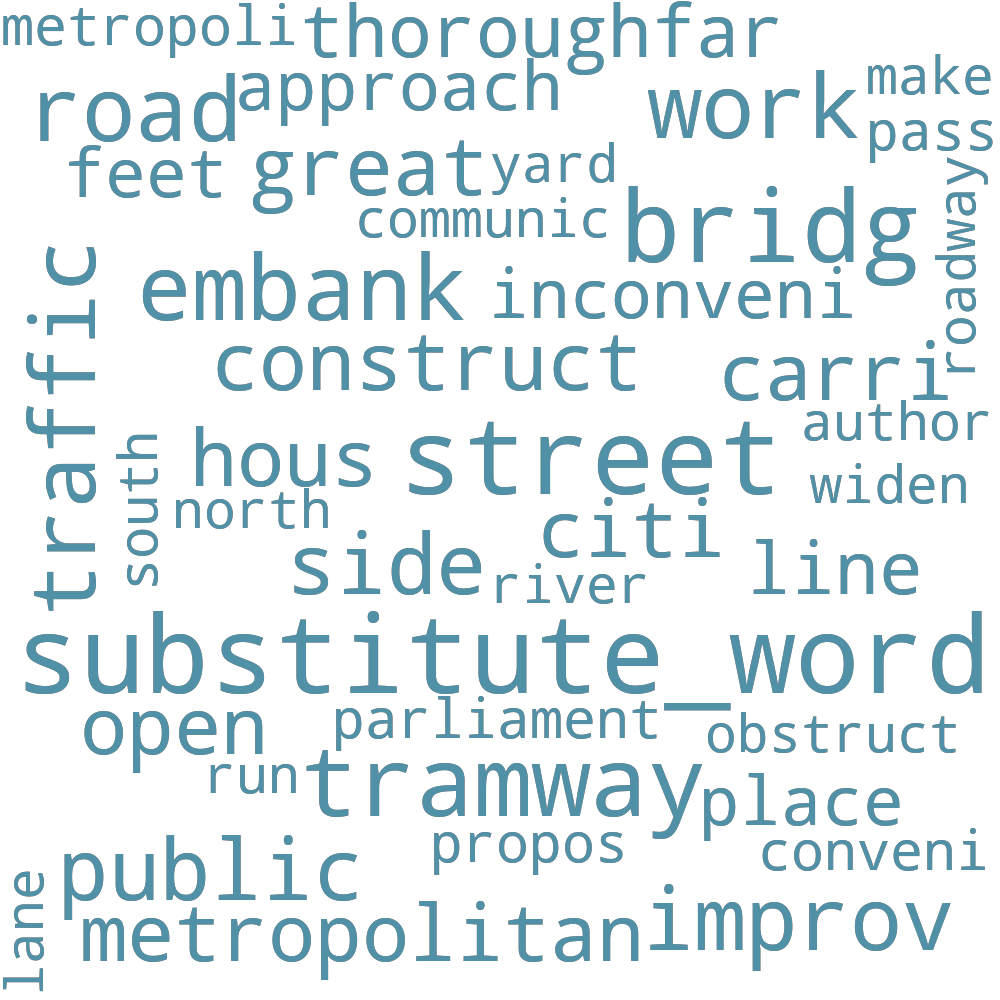 metropoli thoroughfar
road approach work make
pass
feet great yard
communic bridg roadway
embank inconveni
traffic
construct carri
author
hous street
south north widen
citi
side river line
substitute_word
open parliament obstruct
run tramway place
propos conveni
public
lane metropolitan improv